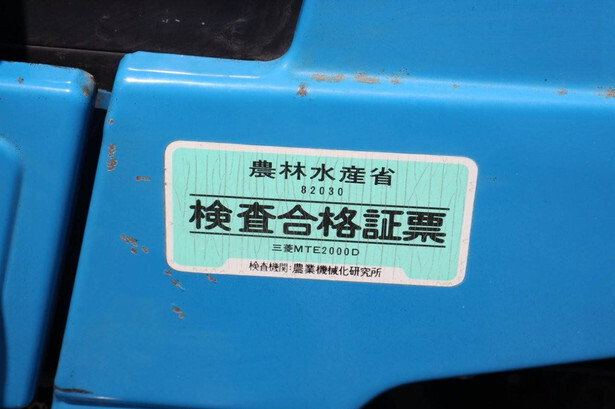 農林水産省
82030
検査合格証票
三菱MTE2000D
検査機関:農業機械化研究所